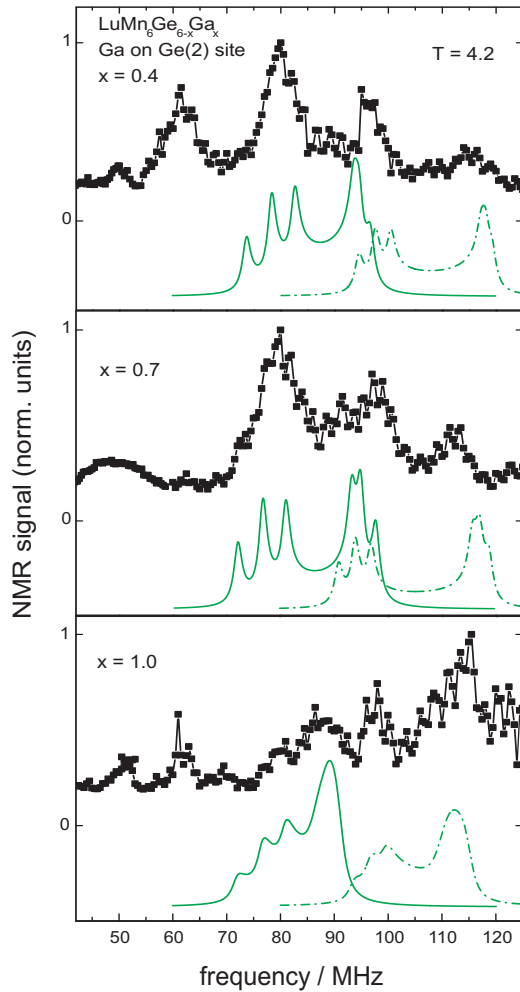 LuMn6Ge6-xGax
Ga on Ge(2) site
x = 0.4
T = 4.2
1
0
x = 0.7
1
0
x = 1.0
1
0
NMR signal (norm. units)
50 60 70 80 90 100 110 120
frequency / MHz